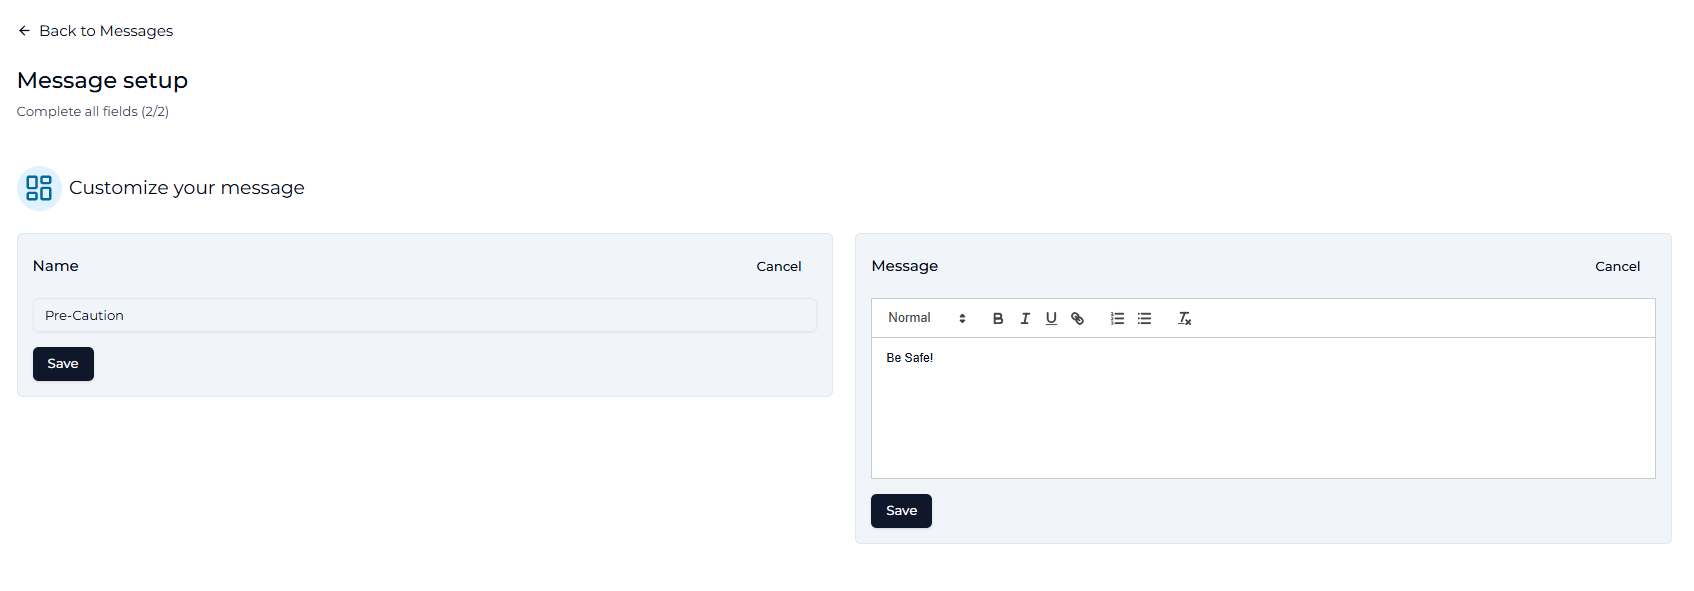 Back to Messages
Message setup
Complete all fields (2/2)
Customize your message
Name
Cancel
Pre-Caution
Save
Message
Cancel
Normal
Be Safe!
Save